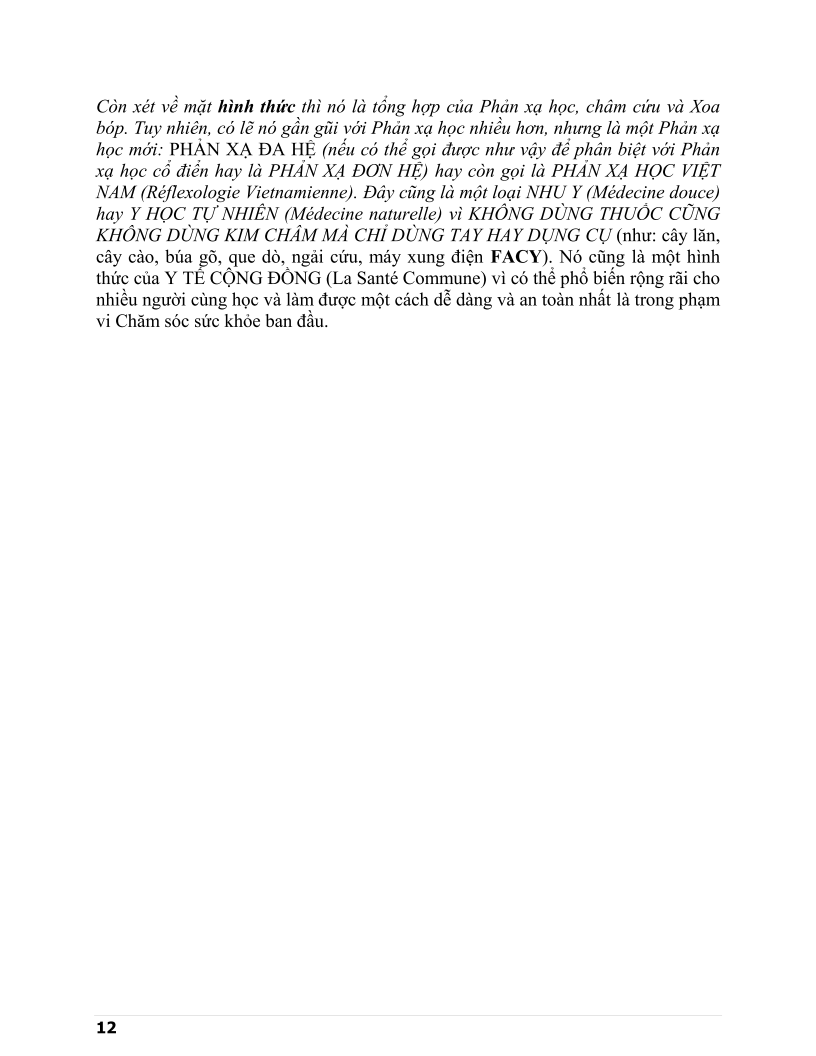 Còn xét về mặt hình thức thì nó là tổng hợp của Phản xạ học, châm cứu và Xoa
bóp. Tuy nhiên, có lẽ nó gần gũi với Phản xạ học nhiều hơn, nhưng là một Phản xạ
học mới: PHẢN XẠ ĐA HỆ (nếu có thể gọi được như vậy để phân biệt với Phản
xạ học cổ điển hay là PHẢN XẠ ĐƠN HỆ) hay còn gọi là PHẢN XẠ HỌC VIỆT
NAM (Réflexologie Vietnamienne). Đây cũng là một loại NHU Y (Médecine douce)
hay Y HỌC TỰ NHIÊN (Médecine naturelle) vì KHÔNG DÙNG THUỐC CŨNG
KHÔNG DÙNG KIM CHÂM MÀ CHỈ DÙNG TAY HAY DỤNG CỤ (như: cây lăn,
cây cào, búa gõ, que dò, ngải cứu, máy xung điện FACY). Nó cũng là một hình
thức của Y TẾ CỘNG ĐỒNG (La Santé Commune) vì có thể phổ biến rộng rãi cho
nhiều người cùng học và làm được một cách dễ dàng và an toàn nhất là trong phạm
vi Chăm sóc sức khỏe ban đầu.
12